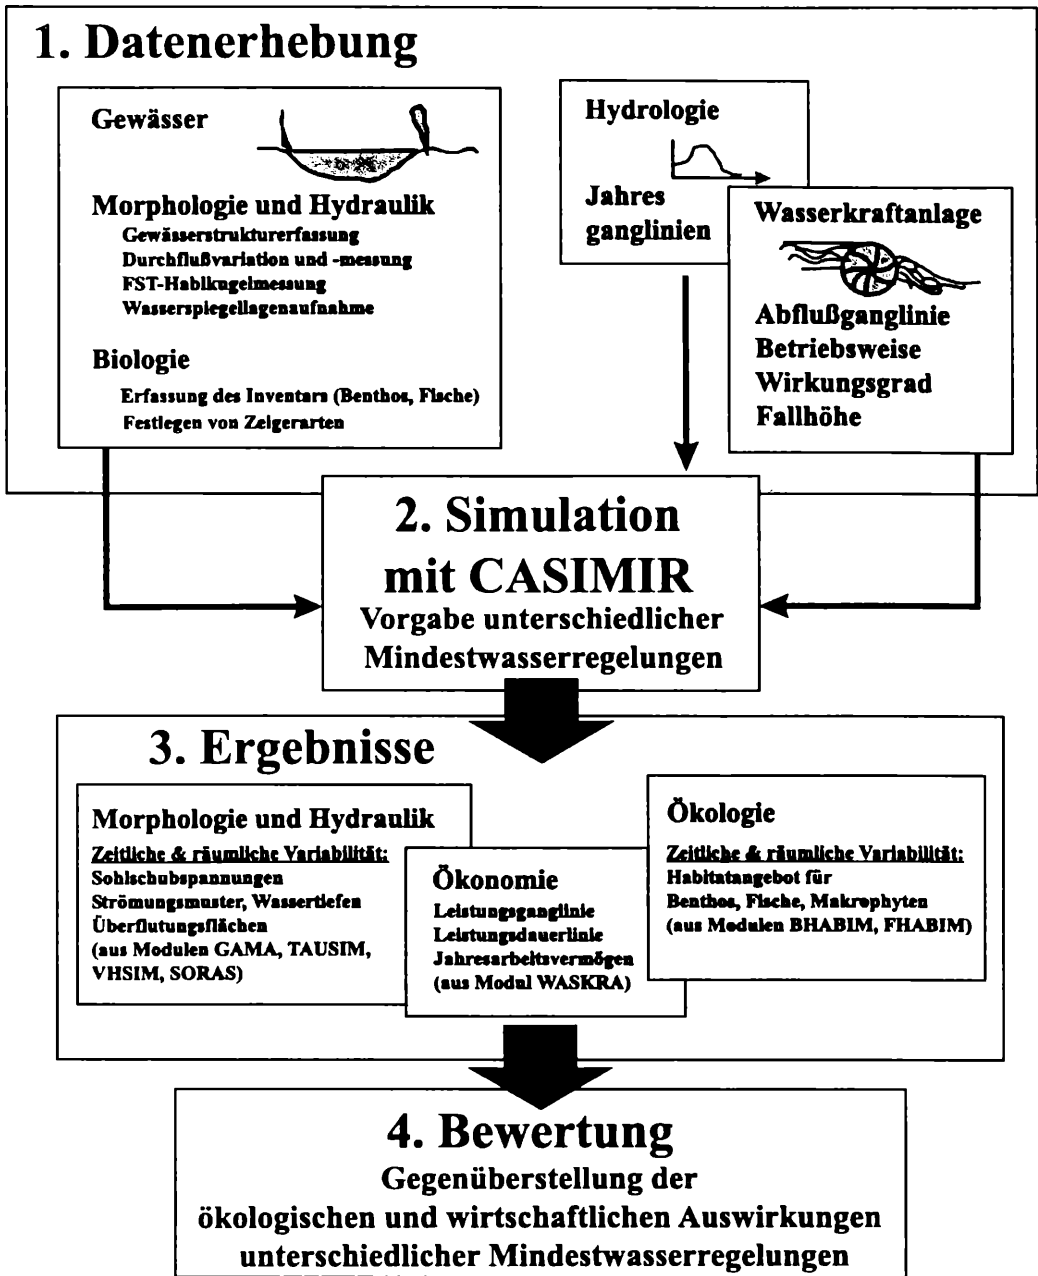 1. Datenerhebung
Gewässer
Morphologie und Hydraulik
Gewässerstrukturerfassung
Durchflußvariation und -messung
FST-Hablkugelmessung
Wasserspiegellagenaufnahme
Biologie
Erfassung des Inventars (Benthos, Fische)
Festlegen von Zeigerarten
Hydrologie
Jahres
ganglinien
Wasserkraftanlage
Abflußganglinie
Betriebsweise
Wirkungsgrad
Fallhöhe
2. Simulation
mit CASIMIR
Vorgabe unterschiedlicher
Mindestwasserregelungen
3. Ergebnisse
Morphologie und Hydraulik
Zeitliche & räumliche Variabilität:
Sohlschubspannungen
Strömungsmuster, Wassertiefen
Überflutungsflächen
(aus Modulen GAMA, TAUSIM,
VHSIM, SORAS)
Ökonomie
Leistungsganglinie
Leistungsdauerlinie
Jahresarbeitsvermögen
(aus Modul WASKRA)
Ökologie
Zeitliche & räumliche Variabilität:
Habitatangebot für
Benthos, Fische, Makrophyten
(aus Modulen BHABIM, FHABIM)
4. Bewertung
Gegenüberstellung der
ökologischen und wirtschaftlichen Auswirkungen
unterschiedlicher Mindestwasserregelungen